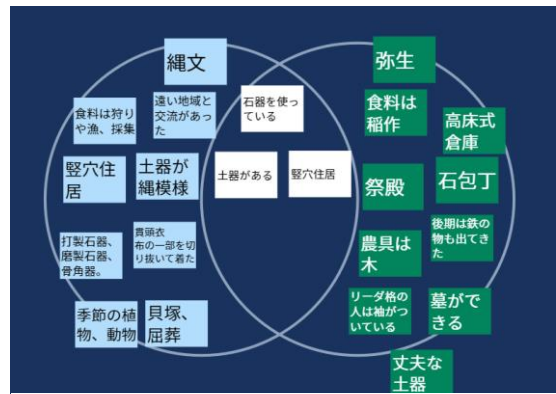 縄文
食料は狩り
や漁、採集
遠い地域と
交流があっ
た
竪穴住
居
土器が
縄模様
打製石器、
磨製石器、
骨角器。
貫頭衣
布の一部を切
り抜いて着た
季節の植
物、動物
貝塚、
屈葬
石器を使っ
ている
土器がある
竪穴住居
弥生
食料は
稲作
高床式
倉庫
祭殿
石包丁
農具は
木
後期は鉄の
物も出てき
た
リーダ格の
人は袖がつ
いている
墓がで
きる
丈夫な
土器